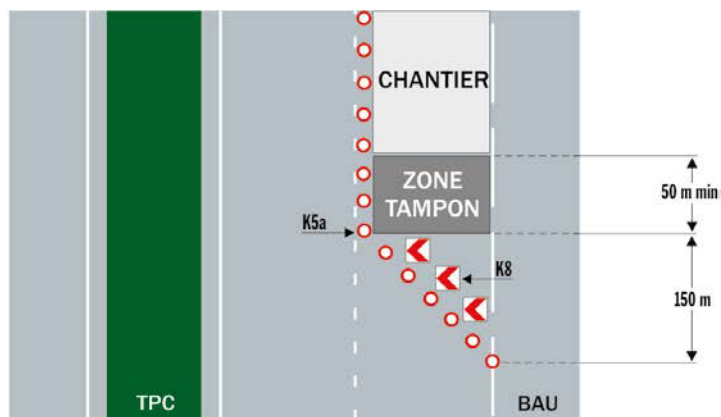 CHANTIER
ZONE
TAMPON
50 m min
K5a
K8
150 m
TPC
BAU